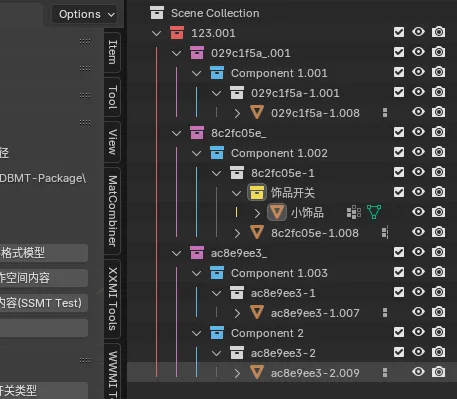 Options
Scene Collection
123.001
029c1f5a_.001
Component 1.001
029c1f5a-1.001
029c1f5a-1.008
8c2fc05e_
Component 1.002
8c2fc05e-1
饰品开关
小饰品
8c2fc05e-1.008
ac8e9ee3_
Component 1.003
ac8e9ee3-1
ac8e9ee3-1.007
Component 2
ac8e9ee3-2
ac8e9ee3-2.009
径
DBMT-Package\
格式模型
作空间内容
内容(SSMT Test)
开关类型
Item
Tool
View
MatCombiner
XXMI Tools
WWMI T